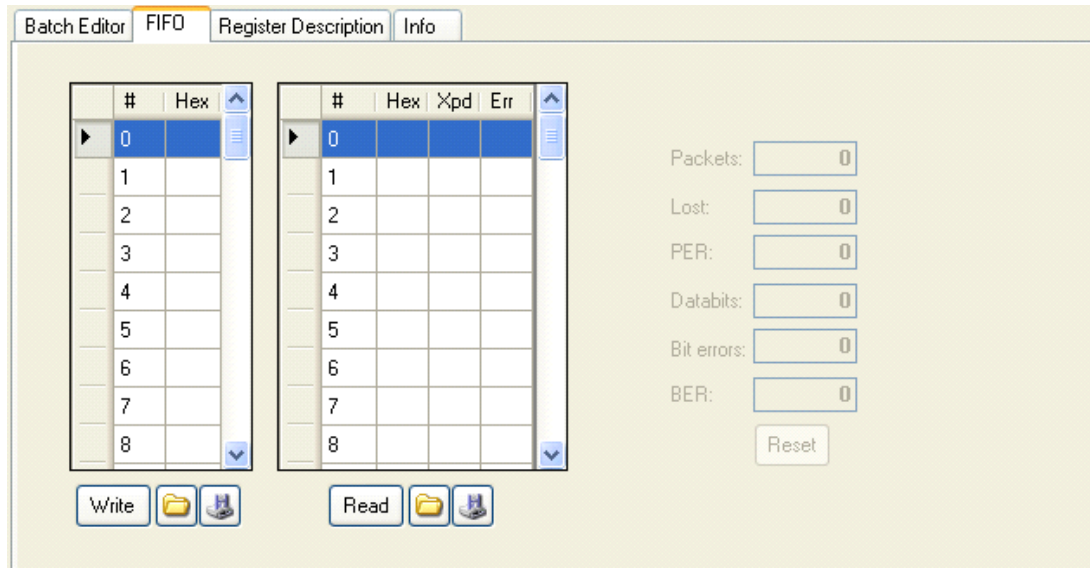 Batch Editor FIFO Register Description Info
# Hex # Hex Xpd Err
0 0
1 1
2 2
3 3
4 4
5 5
6 6
7 7
8 8
Packets: 0
Lost: 0
PER: 0
Databits: 0
Bit errors: 0
BER: 0
Reset
Write Read